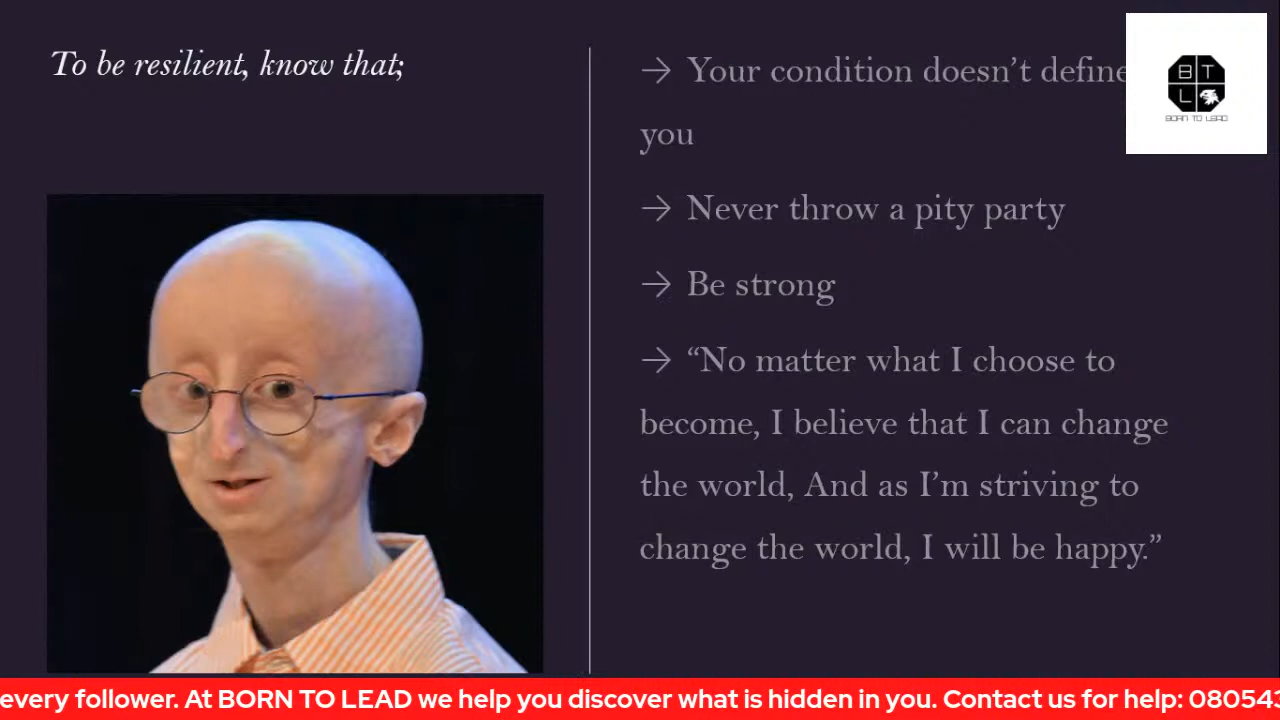 To be resilient, know that;
→ Your condition doesn’t define
you
→ Never throw a pity party
→ Be strong
→ “No matter what I choose to
become, I believe that I can change
the world, And as I’m striving to
change the world, I will be happy.”
B T
L
BORN TO LEAD
every follower. At BORN TO LEAD we help you discover what is hidden in you. Contact us for help: 080543